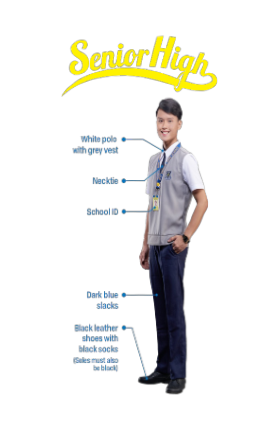 Senior High
White polo
with grey vest
Necktie
School ID
Dark blue
slacks
Black leather
shoes with
black socks
(Soles must also
be black)